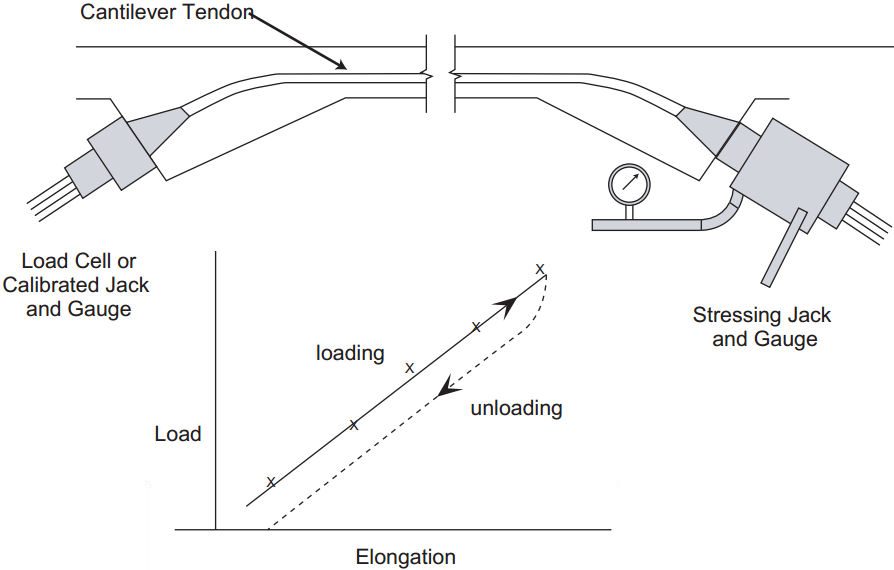 Cantilever Tendon
Load Cell or
Calibrated Jack
and Gauge
Stressing Jack
and Gauge
x
x
loading
x
unloading
x
Load
x
Elongation